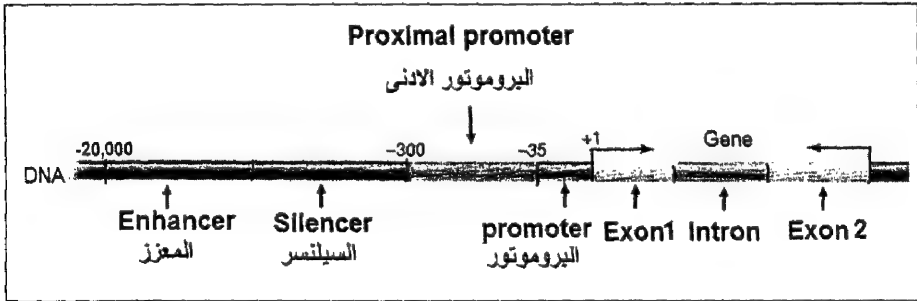 Proximal promoter
البروموتور الادنى
-20,000 -300 -35 +1 Gene
DNA
Enhancer Silencer promoter Exon1 Intron Exon 2
المعزز السيلنسر البروموتور